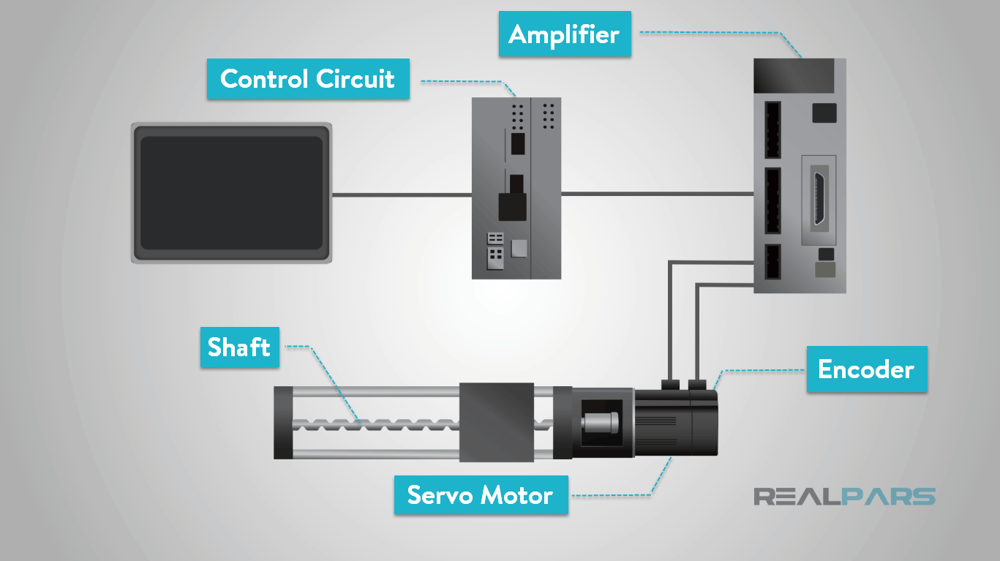 Amplifier
Control Circuit
Shaft
Encoder
Servo Motor
REALPARS